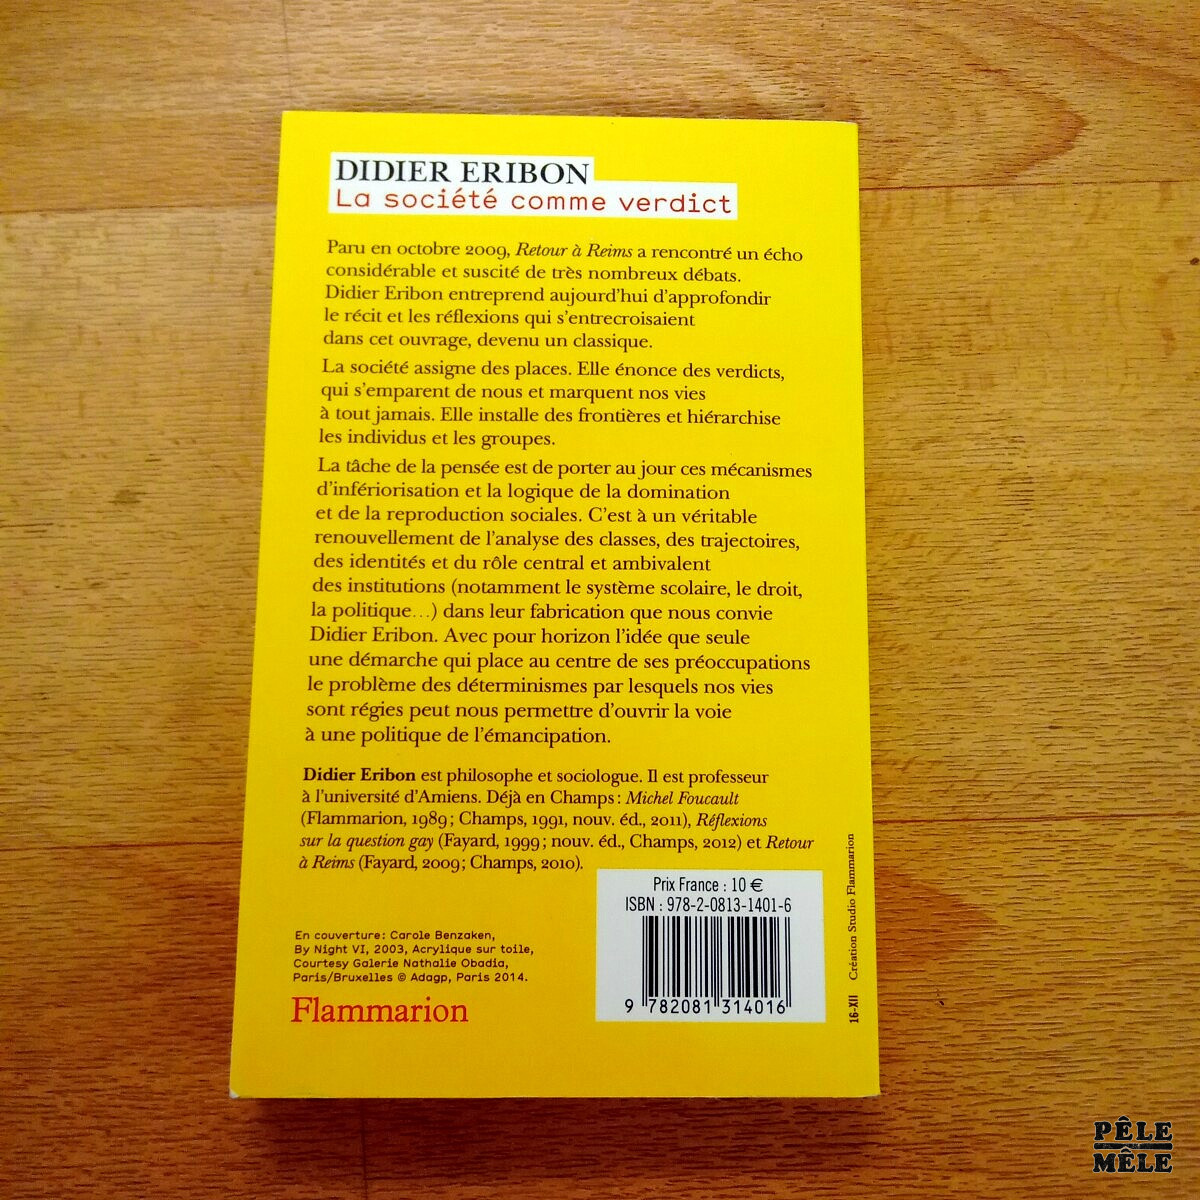 DIDIER ERIBON
La société comme verdict
Paru en octobre 2009, Retour à Reims a rencontré un écho
considérable et suscité de très nombreux débats.
Didier Eribon entreprend aujourd'hui d'approfondir
le récit et les réflexions qui s'entrecroisaient
dans cet ouvrage, devenu un classique.
La société assigne des places. Elle énonce des verdicts,
qui s'emparent de nous et marquent nos vies
à tout jamais. Elle installe des frontières et hiérarchise
les individus et les groupes.
La tâche de la pensée est de porter au jour ces mécanismes
d'infériorisation et la logique de la domination
et de la reproduction sociales. C'est à un véritable
renouvellement de l'analyse des classes, des trajectoires,
des identités et du rôle central et ambivalent
des institutions (notamment le système scolaire, le droit,
la politique…) dans leur fabrication que nous convie
Didier Eribon. Avec pour horizon l'idée que seule
une démarche qui place au centre de ses préoccupations
le problème des déterminismes par lesquels nos vies
sont régies peut nous permettre d'ouvrir la voie
à une politique de l'émancipation.
Didier Eribon est philosophe et sociologue. Il est professeur
à l'université d'Amiens. Déjà en Champs : Michel Foucault
(Flammarion, 1989 ; Champs, 1991, nouv. éd., 2011), Réflexions
sur la question gay (Fayard, 1999 ; nouv. éd., Champs, 2012) et Retour
à Reims (Fayard, 2009 ; Champs, 2010).
En couverture : Carole Benzaken,
By Night VI, 2003, Acrylique sur toile,
Courtesy Galerie Nathalie Obadia,
Paris/Bruxelles © Adagp, Paris 2014.
Flammarion
Prix France : 10 €
ISBN : 978-2-0813-1401-6
9 782081 314016
16-XII Création Studio Flammarion
PÊLE
MÊLE